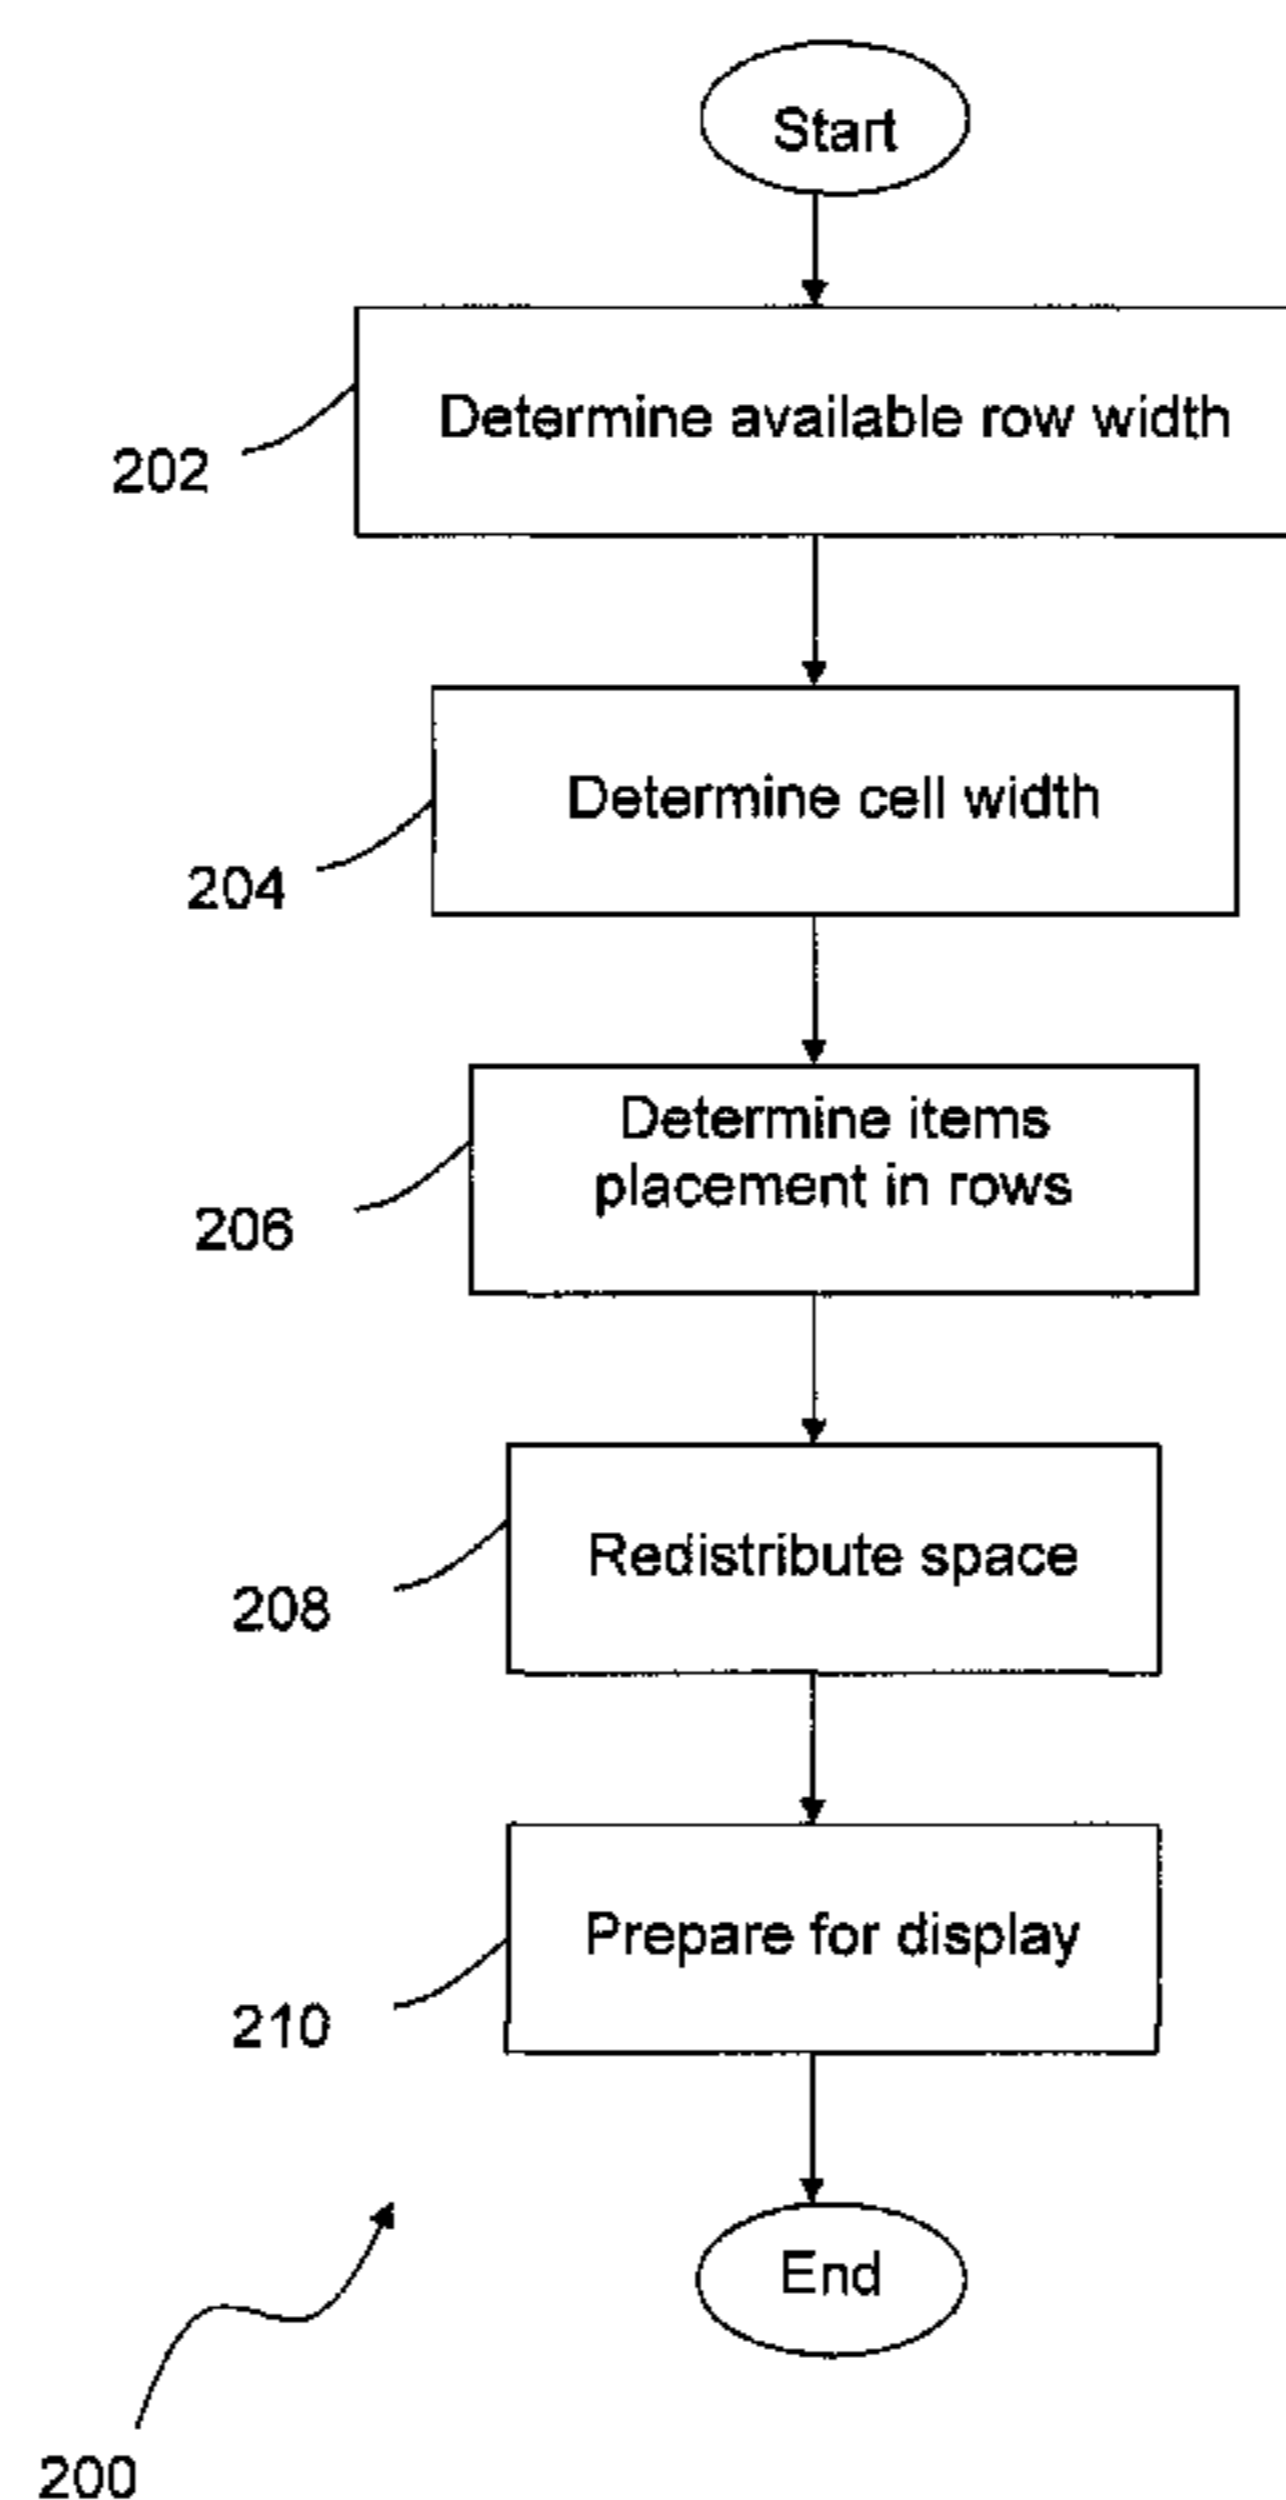 Start
Determine available row width
202
Determine cell width
204
Determine items
placement in rows
206
Redistribute space
208
Prepare for display
210
End
200